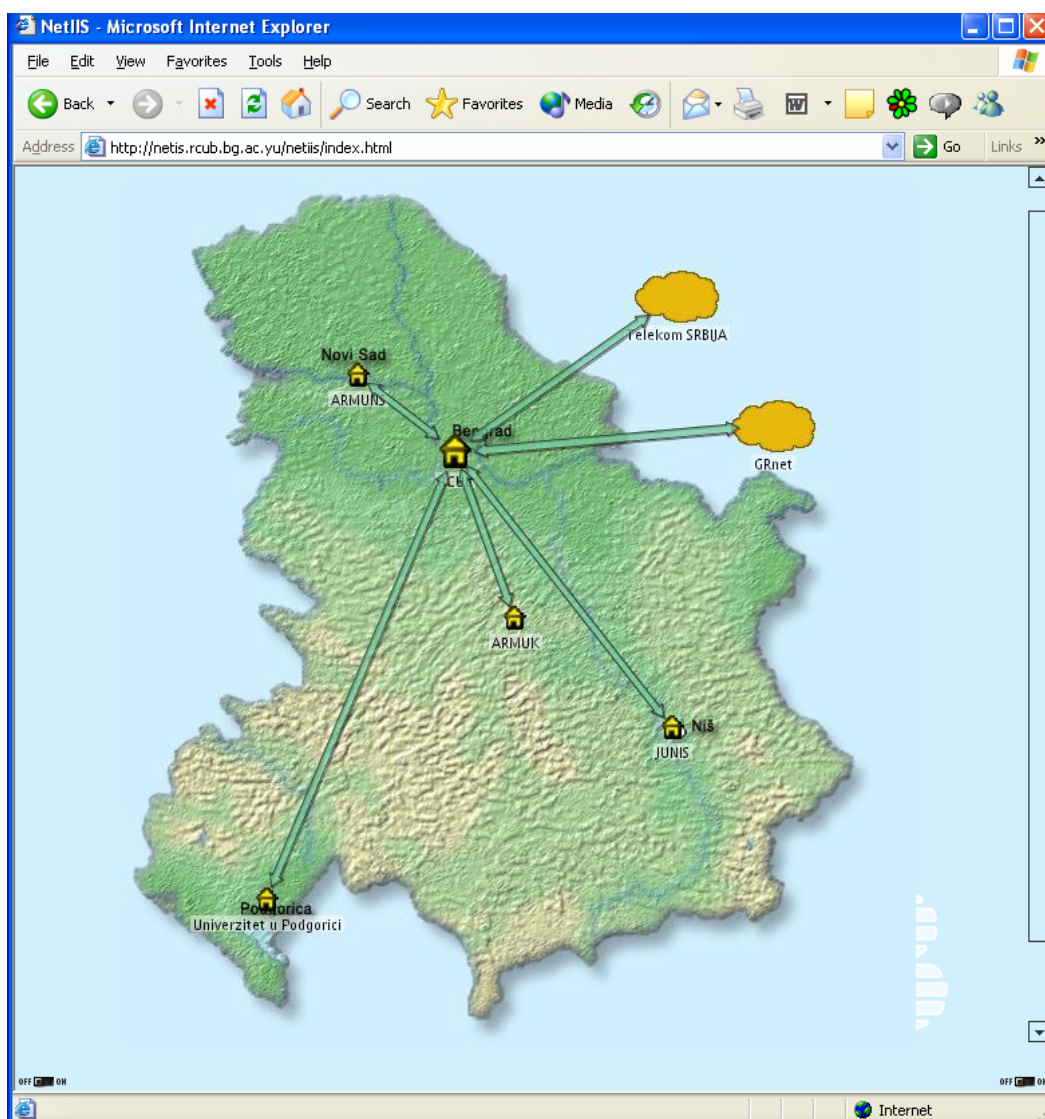 NetIIS - Microsoft Internet Explorer
File Edit View Favorites Tools Help
Back Search Favorites Media
Address http://netis.rcub.bg.ac.yu/netiis/index.html Go Links »
Telekom SRBIJA
Novi Sad
ARMUNS
Beograd
GRnet
ARMUK
Niš
JUNIS
Podgorica
Univerzitet u Podgorici
OFF ON
OFF ON
Internet